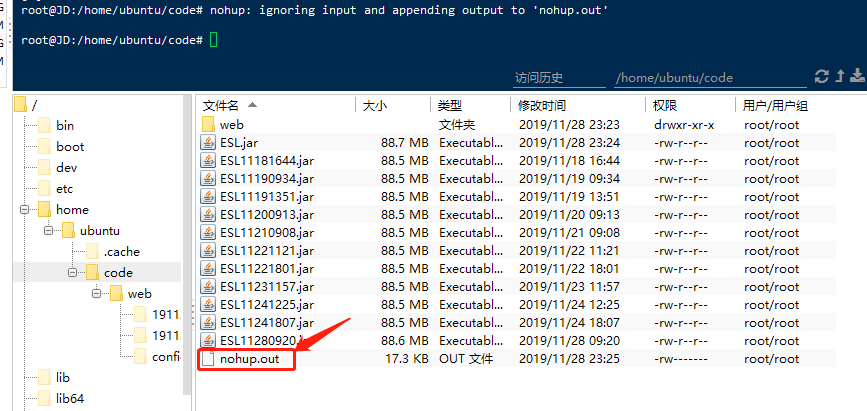 root@JD:/home/ubuntu/code# nohup: ignoring input and appending output to 'nohup.out'
root@JD:/home/ubuntu/code#
访问历史 /home/ubuntu/code
/
bin
boot
dev
etc
home
ubuntu
.cache
code
web
1911
1911
confi
lib
lib64
文件名 大小 类型 修改时间 权限 用户/用户组
web 文件夹 2019/11/28 23:23 drwxr-xr-x root/root
ESL.jar 88.7 MB Executabl... 2019/11/28 23:24 -rw-r--r-- root/root
ESL11181644.jar 88.5 MB Executabl... 2019/11/18 16:44 -rw-r--r-- root/root
ESL11190934.jar 88.5 MB Executabl... 2019/11/19 09:34 -rw-r--r-- root/root
ESL11191351.jar 88.5 MB Executabl... 2019/11/19 13:51 -rw-r--r-- root/root
ESL11200913.jar 88.5 MB Executabl... 2019/11/20 09:13 -rw-r--r-- root/root
ESL11210908.jar 88.5 MB Executabl... 2019/11/21 09:08 -rw-r--r-- root/root
ESL11221121.jar 88.5 MB Executabl... 2019/11/22 11:21 -rw-r--r-- root/root
ESL11221801.jar 88.5 MB Executabl... 2019/11/22 18:01 -rw-r--r-- root/root
ESL11231157.jar 88.5 MB Executabl... 2019/11/23 11:57 -rw-r--r-- root/root
ESL11241225.jar 88.5 MB Executabl... 2019/11/24 12:25 -rw-r--r-- root/root
ESL11241807.jar 88.5 MB Executabl... 2019/11/24 18:07 -rw-r--r-- root/root
ESL11280920. 88.6 MB Executabl... 2019/11/28 09:20 -rw-r--r-- root/root
nohup.out 17.3 KB OUT 文件 2019/11/28 23:25 -rw------- root/root